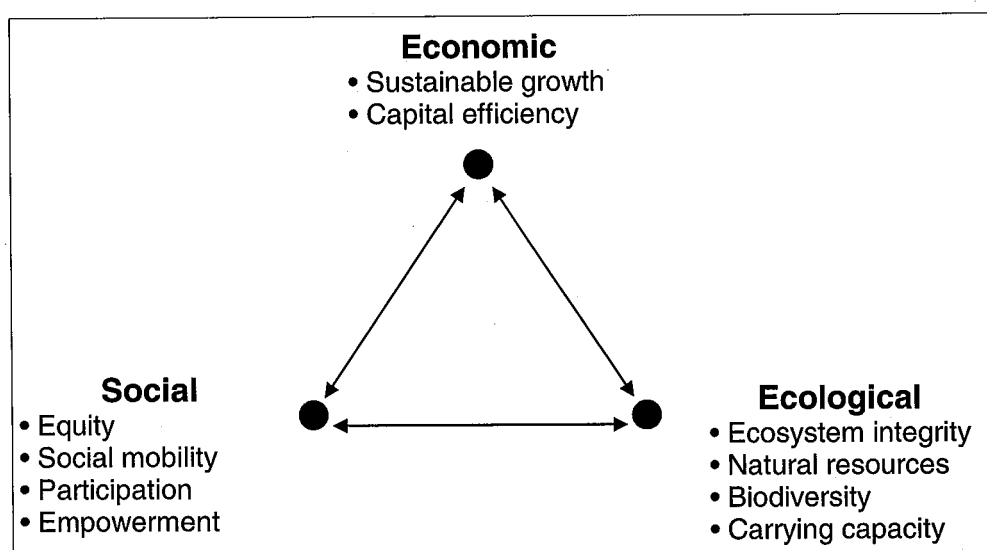 Economic
• Sustainable growth
• Capital efficiency
Social
• Equity
• Social mobility
• Participation
• Empowerment
Ecological
• Ecosystem integrity
• Natural resources
• Biodiversity
• Carrying capacity